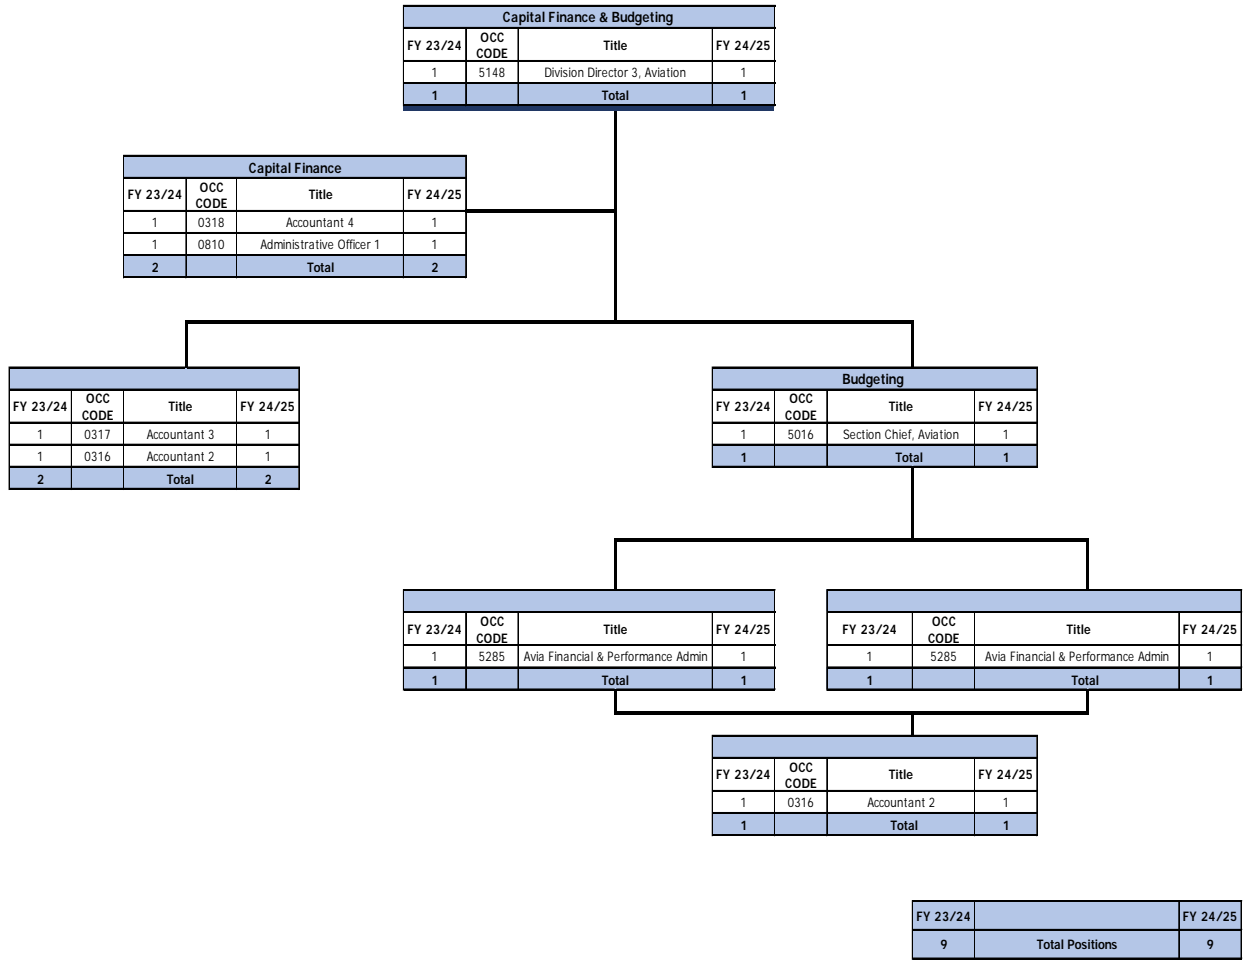 Capital Finance & Budgeting
FY 23/24 OCC CODE Title FY 24/25
1 5148 Division Director 3, Aviation 1
1 Total 1
Capital Finance
FY 23/24 OCC CODE Title FY 24/25
1 0318 Accountant 4 1
1 0810 Administrative Officer 1 1
2 Total 2
FY 23/24 OCC CODE Title FY 24/25
1 0317 Accountant 3 1
1 0316 Accountant 2 1
2 Total 2
Budgeting
FY 23/24 OCC CODE Title FY 24/25
1 5016 Section Chief, Aviation 1
1 Total 1
FY 23/24 OCC CODE Title FY 24/25
1 5285 Avia Financial & Performance Admin 1
1 Total 1
FY 23/24 OCC CODE Title FY 24/25
1 5285 Avia Financial & Performance Admin 1
1 Total 1
FY 23/24 OCC CODE Title FY 24/25
1 0316 Accountant 2 1
1 Total 1
FY 23/24 FY 24/25
9 Total Positions 9